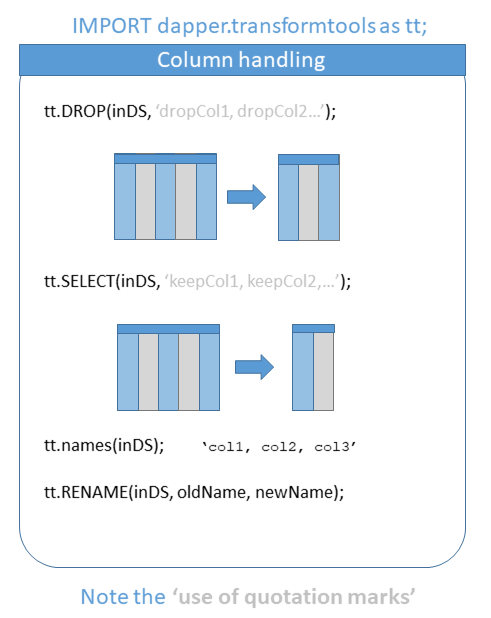 IMPORT dapper.transformtools as tt;
Column handling
tt.DROP(inDS, ‘dropCol1, dropCol2...’);
tt.SELECT(inDS, ‘keepCol1, keepCol2,...’);
tt.names(inDS); ‘col1, col2, col3’
tt.RENAME(inDS, oldName, newName);
Note the ‘use of quotation marks’